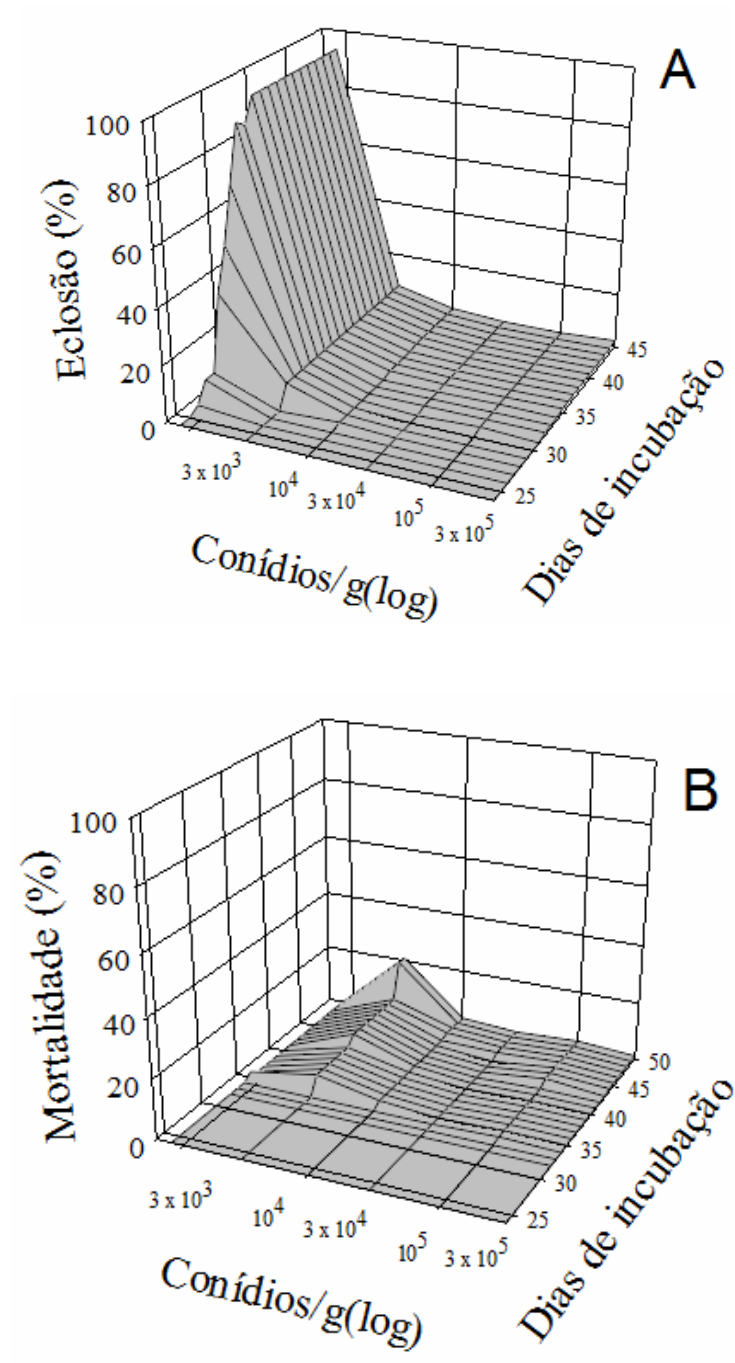 A
100
80
60
40
20
0
Eclosão (%)
3 x 10³
10⁴
3 x 10⁴
10⁵
3 x 10⁵
Conídios/g(log)
45
40
35
30
25
Dias de incubação
B
100
80
60
40
20
0
Mortalidade (%)
3 x 10³
10⁴
3 x 10⁴
10⁵
3 x 10⁵
Conídios/g(log)
50
45
40
35
30
25
Dias de incubação